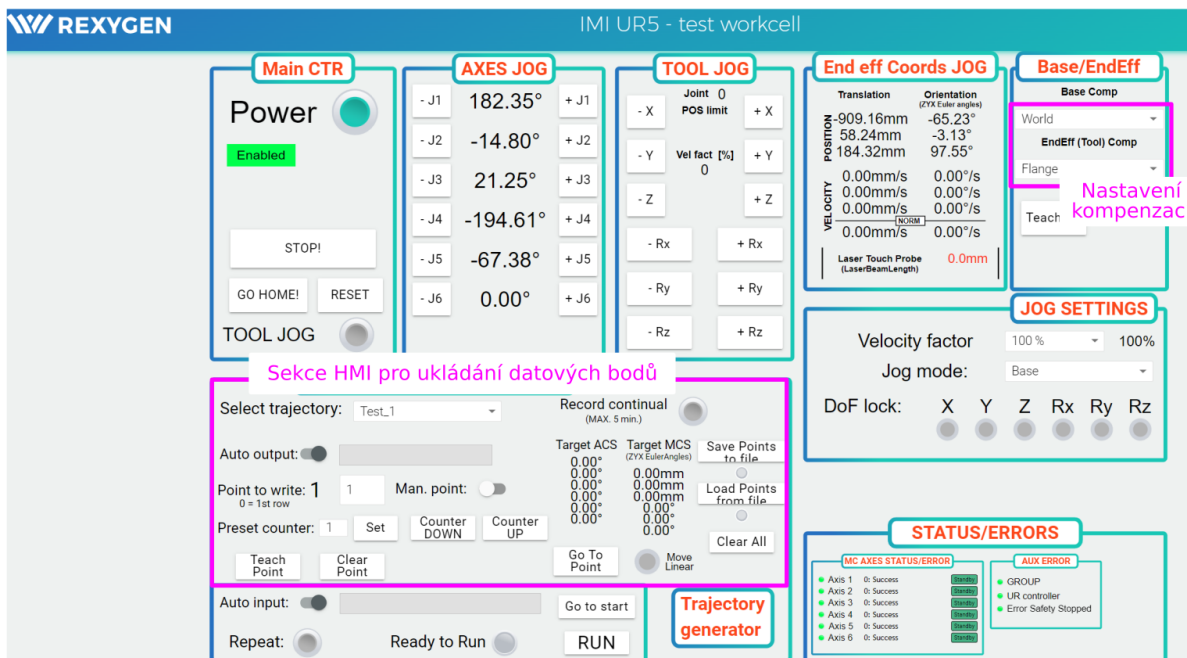 REXYGEN
IMI UR5 - test workcell
Main CTR
Power
Enabled
STOP!
GO HOME! RESET
TOOL JOG
AXES JOG
- J1 182.35° + J1
- J2 -14.80° + J2
- J3 21.25° + J3
- J4 -194.61° + J4
- J5 -67.38° + J5
- J6 0.00° + J6
TOOL JOG
Joint 0
POS limit
- X + X
Vel fact [%]
0
- Y + Y
- Z + Z
- Rx + Rx
- Ry + Ry
- Rz + Rz
End eff Coords JOG
Translation Orientation
(ZYX Euler angles)
POSITION
-909.16mm -65.23°
58.24mm -3.13°
184.32mm 97.55°
VELOCITY
0.00mm/s 0.00°/s
0.00mm/s 0.00°/s
0.00mm/s 0.00°/s
NORM
0.00mm/s 0.00°/s
Laser Touch Probe 0.0mm
(LaserBeamLength)
Base/EndEff
Base Comp
World
EndEff (Tool) Comp
Flange
Nastavení
kompenzac
Teach
JOG SETTINGS
Velocity factor 100 % 100%
Jog mode: Base
DoF lock: X Y Z Rx Ry Rz
Sekce HMI pro ukládání datových bodů
Select trajectory: Test_1
Record continual
(MAX. 5 min.)
Auto output:
Point to write: 1 1 Man. point:
0 = 1st row
Preset counter: 1 Set Counter DOWN Counter UP
Teach
Point
Clear
Point
Target ACS Target MCS
(ZYX EulerAngles)
0.00°
0.00° 0.00mm
0.00° 0.00mm
0.00° 0.00mm
0.00° 0.00°
0.00° 0.00°
0.00°
Save Points
to file
Load Points
from file
Clear All
Go To
Point
Move
Linear
Auto input: Go to start
Repeat: Ready to Run RUN
Trajectory
generator
STATUS/ERRORS
MC AXES STATUS/ERROR
Axis 1 0: Success Standby
Axis 2 0: Success Standby
Axis 3 0: Success Standby
Axis 4 0: Success Standby
Axis 5 0: Success Standby
Axis 6 0: Success Standby
AUX ERROR
GROUP
UR controller
Error Safety Stopped